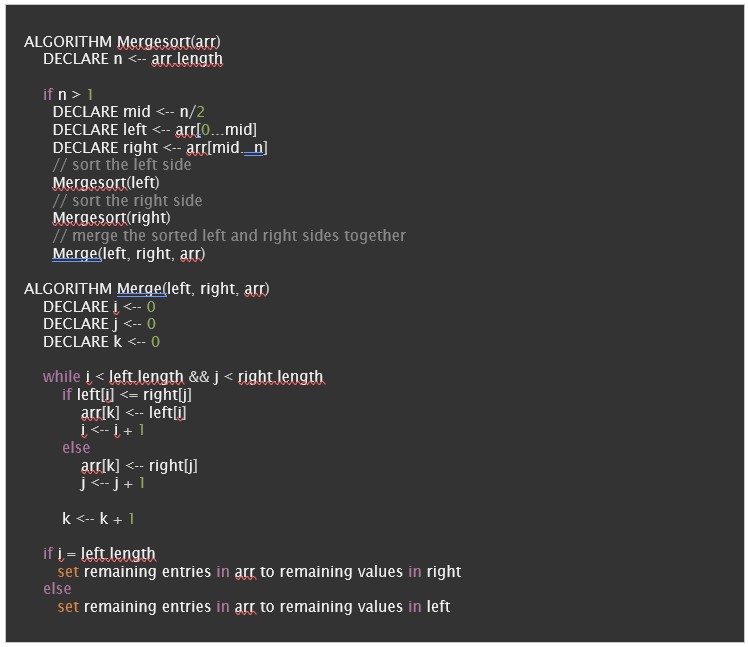 ALGORITHM Mergesort(arr)
DECLARE n <-- arr.length
if n > 1
DECLARE mid <-- n/2
DECLARE left <-- arr[0...mid]
DECLARE right <-- arr[mid...n]
// sort the left side
Mergesort(left)
// sort the right side
Mergesort(right)
// merge the sorted left and right sides together
Merge(left, right, arr)
ALGORITHM Merge(left, right, arr)
DECLARE i <-- 0
DECLARE j <-- 0
DECLARE k <-- 0
while i < left.length && j < right.length
if left[i] <= right[j]
arr[k] <-- left[i]
i <-- i + 1
else
arr[k] <-- right[j]
j <-- j + 1
k <-- k + 1
if i = left.length
set remaining entries in arr to remaining values in right
else
set remaining entries in arr to remaining values in left